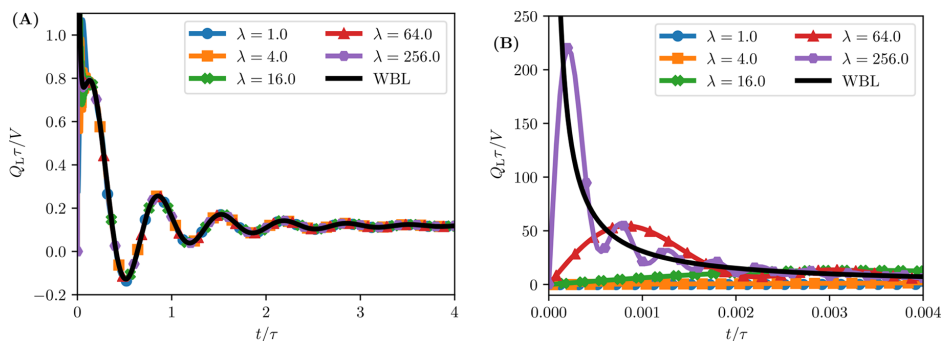 (A)
λ = 1.0
λ = 4.0
λ = 16.0
λ = 64.0
λ = 256.0
WBL
1.0
0.8
0.6
0.4
0.2
0.0
−0.2
Q_L τ/V
0
1
2
3
4
t/τ
(B)
λ = 1.0
λ = 4.0
λ = 16.0
λ = 64.0
λ = 256.0
WBL
250
200
150
100
50
0
Q_L τ/V
0.000
0.001
0.002
0.003
0.004
t/τ